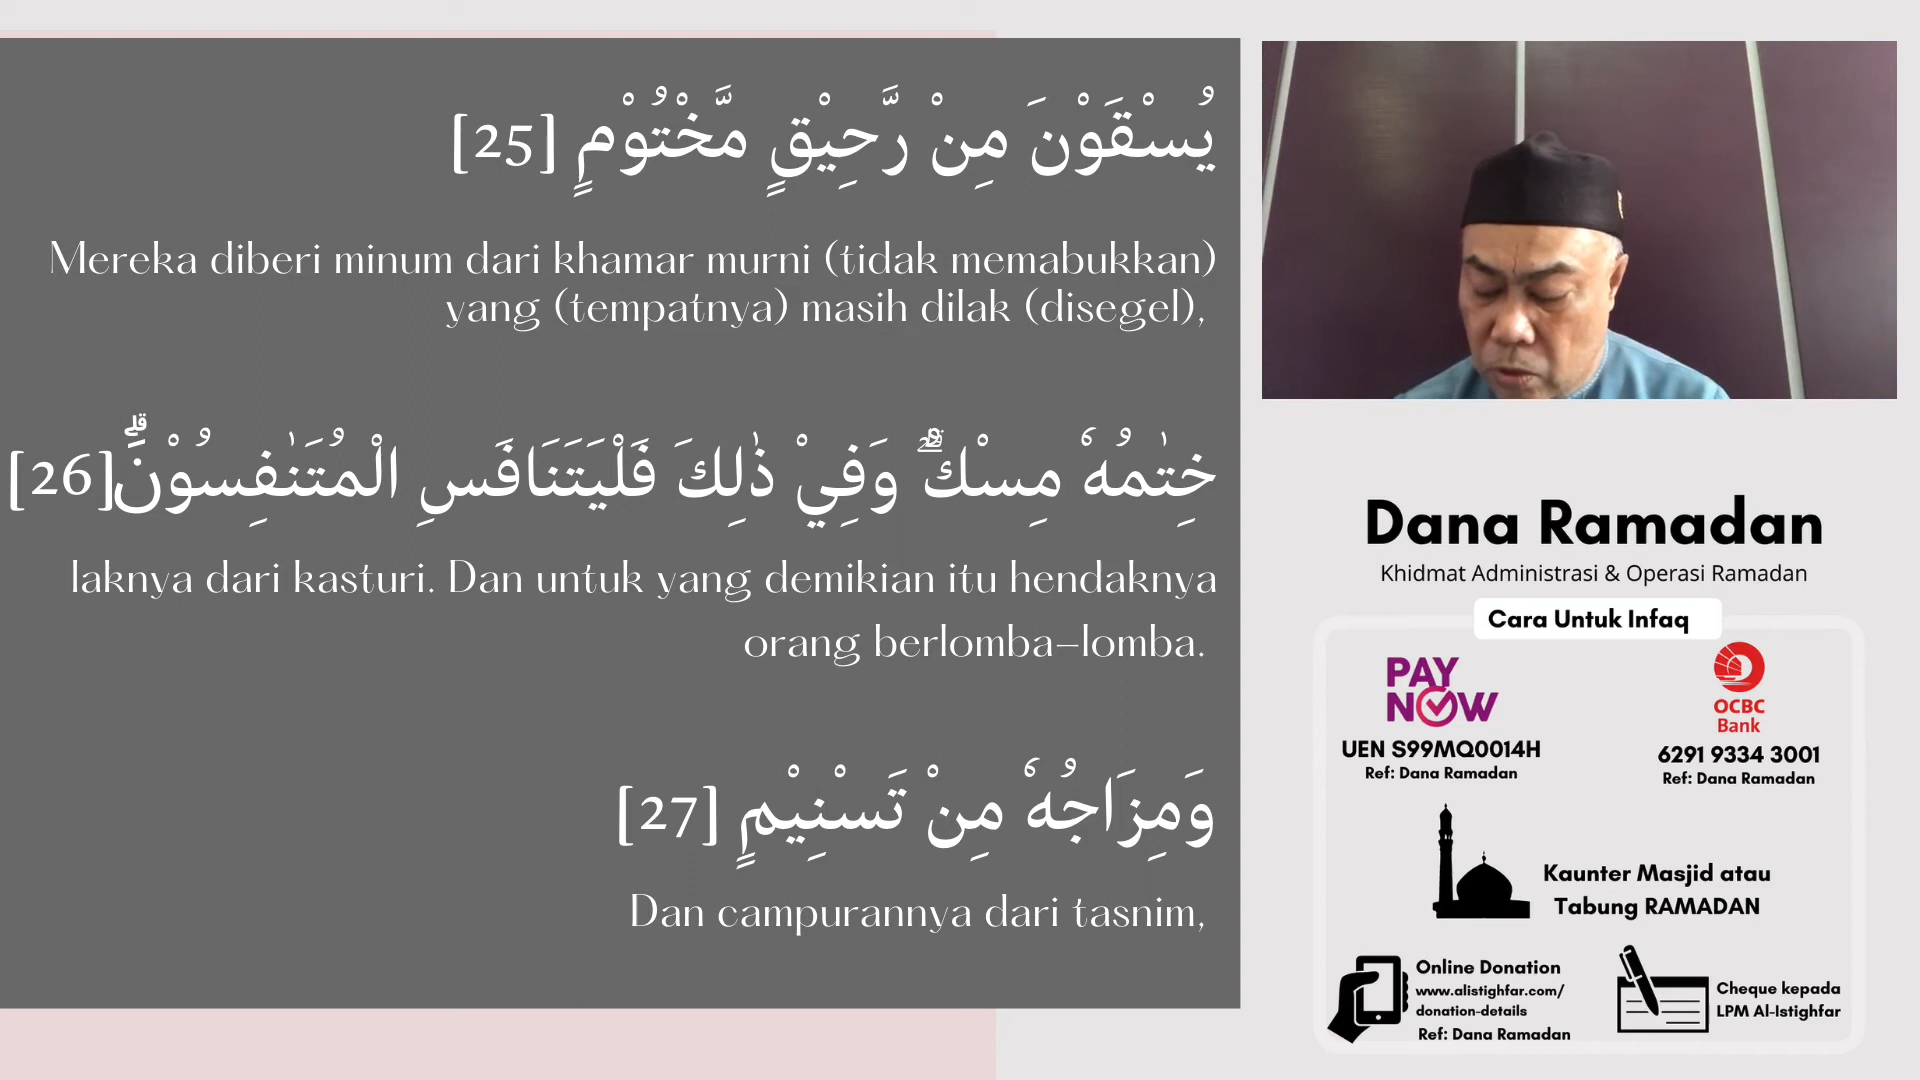 يُسْقَوْنَ مِنْ رَّحِيْقٍ مَّخْتُوْمٍ [25]
Mereka diberi minum dari khamar murni (tidak memabukkan)
yang (tempatnya) masih dilak (disegel),
خِتٰمُهٗ مِسْكٌۗ وَفِيْ ذٰلِكَ فَلْيَتَنَافَسِ الْمُتَنٰفِسُوْنَۗ [26]
laknya dari kasturi. Dan untuk yang demikian itu hendaknya
orang berlomba-lomba.
وَمِزَاجُهٗ مِنْ تَسْنِيْمٍ [27]
Dan campurannya dari tasnim,
Dana Ramadan
Khidmat Administrasi & Operasi Ramadan
Cara Untuk Infaq
PAY
NOW
UEN S99MQ0014H
Ref: Dana Ramadan
OCBC
Bank
6291 9334 3001
Ref: Dana Ramadan
Kaunter Masjid atau
Tabung RAMADAN
Online Donation
www.alistighfar.com/
donation-details
Ref: Dana Ramadan
Cheque kepada
LPM Al-Istighfar